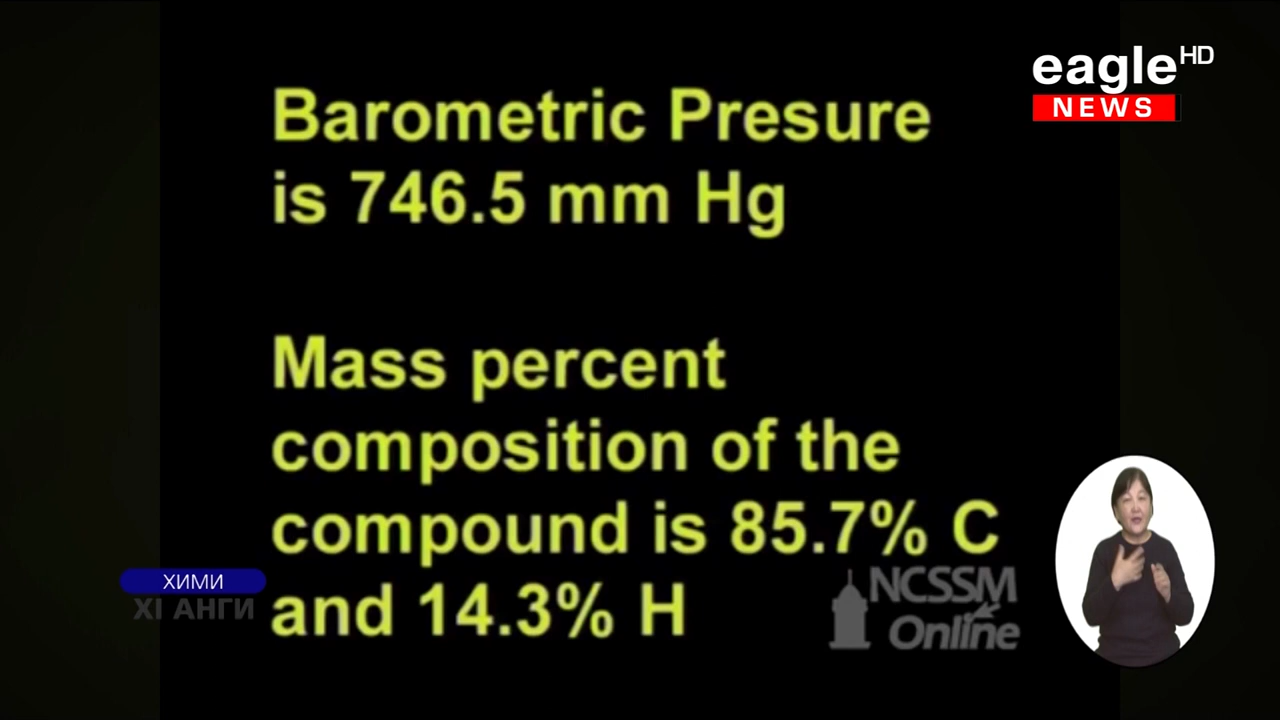 eagle HD
NEWS
Barometric Presure
is 746.5 mm Hg
Mass percent
composition of the
compound is 85.7% C
and 14.3% H
ХИМИ
XI АНГИ
NCSSM
Online